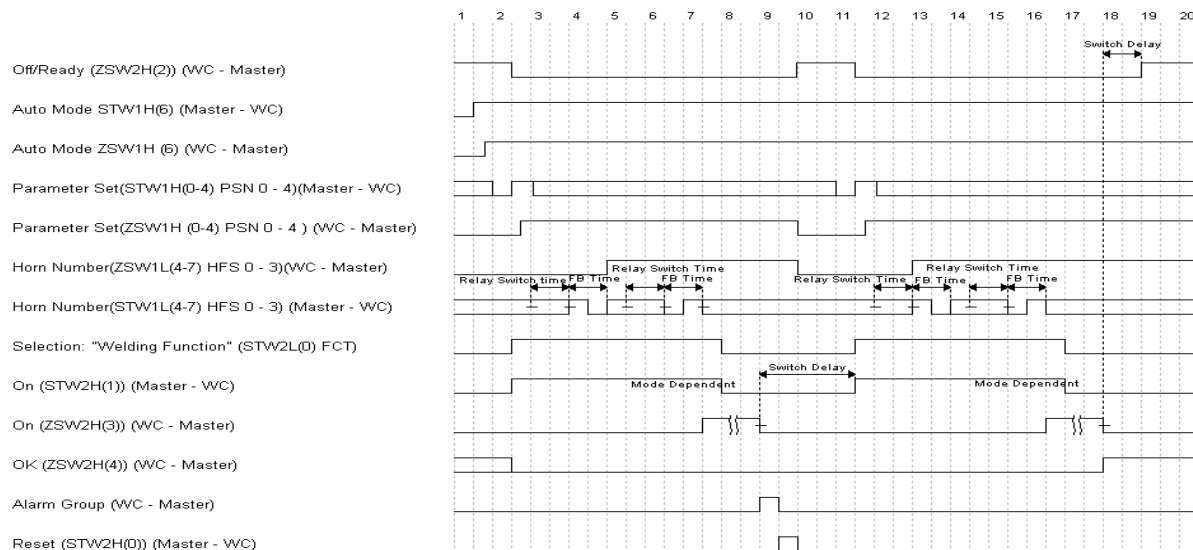 1 2 3 4 5 6 7 8 9 10 11 12 13 14 15 16 17 18 19 20
Switch Delay
Off/Ready (ZSW2H(2)) (WC - Master)
Auto Mode STW1H(6) (Master - WC)
Auto Mode ZSW1H (6) (WC - Master)
Parameter Set(STW1H(0-4) PSN 0 - 4)(Master - WC)
Parameter Set(ZSW1H (0-4) PSN 0 - 4 ) (WC - Master)
Horn Number(ZSW1L(4-7) HFS 0 - 3)(WC - Master)
Relay Switch Time Relay Switch Time
Relay Switch time FB Time FB Time Relay Switch Time FB Time FB Time
Horn Number(STW1L(4-7) HFS 0 - 3) (Master - WC)
Selection: "Welding Function" (STW2L(0) FCT)
Switch Delay
On (STW2H(1)) (Master - WC) Mode Dependent Mode Dependent
On (ZSW2H(3)) (WC - Master)
OK (ZSW2H(4)) (WC - Master)
Alarm Group (WC - Master)
Reset (STW2H(0)) (Master - WC)